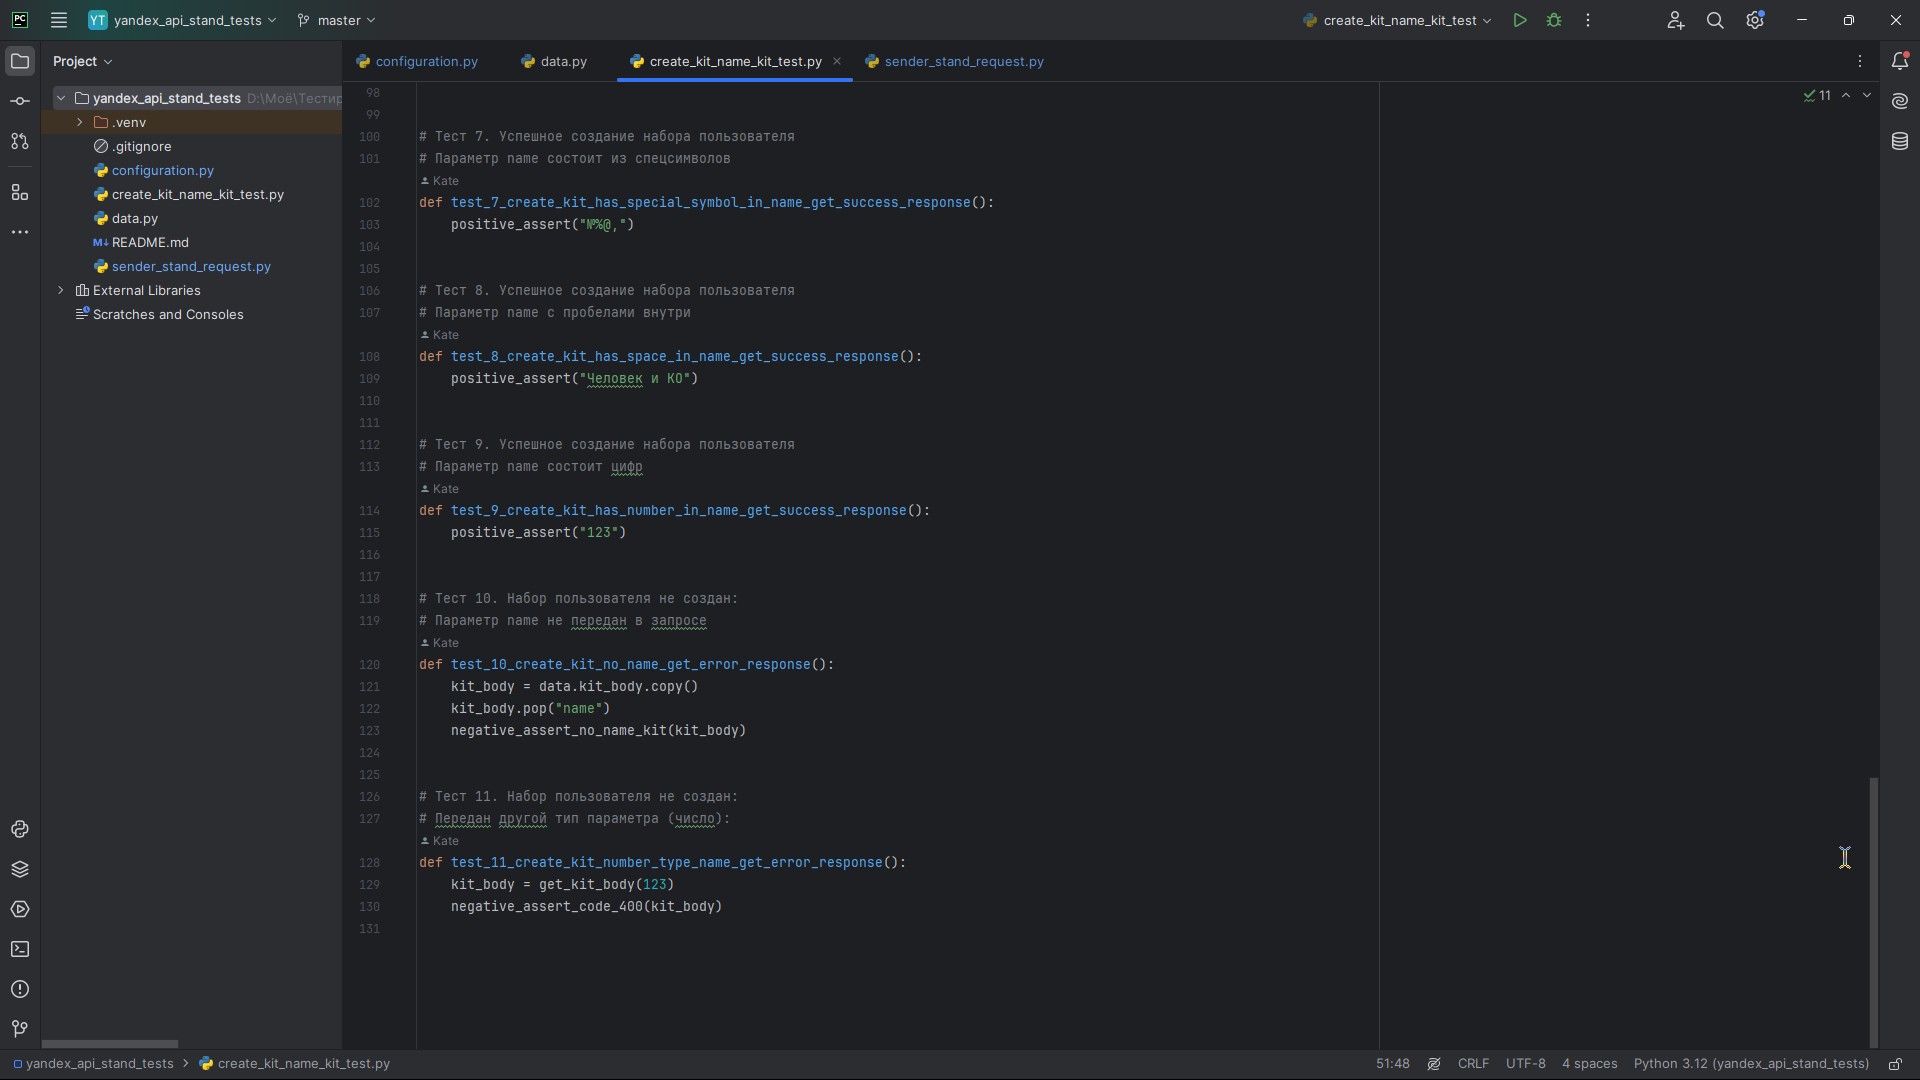 PC
YT yandex_api_stand_tests master create_kit_name_kit_test
Project
configuration.py data.py create_kit_name_kit_test.py sender_stand_request.py
yandex_api_stand_tests D:\Моё\Тестир
.venv
.gitignore
configuration.py
create_kit_name_kit_test.py
data.py
M↓ README.md
sender_stand_request.py
External Libraries
Scratches and Consoles
11
98
99
100 # Тест 7. Успешное создание набора пользователя
101 # Параметр name состоит из спецсимволов
Kate
102 def test_7_create_kit_has_special_symbol_in_name_get_success_response():
103 positive_assert("№%@,")
104
105
106 # Тест 8. Успешное создание набора пользователя
107 # Параметр name с пробелами внутри
Kate
108 def test_8_create_kit_has_space_in_name_get_success_response():
109 positive_assert("Человек и КО")
110
111
112 # Тест 9. Успешное создание набора пользователя
113 # Параметр name состоит цифр
Kate
114 def test_9_create_kit_has_number_in_name_get_success_response():
115 positive_assert("123")
116
117
118 # Тест 10. Набор пользователя не создан:
119 # Параметр name не передан в запросе
Kate
120 def test_10_create_kit_no_name_get_error_response():
121 kit_body = data.kit_body.copy()
122 kit_body.pop("name")
123 negative_assert_no_name_kit(kit_body)
124
125
126 # Тест 11. Набор пользователя не создан:
127 # Передан другой тип параметра (число):
Kate
128 def test_11_create_kit_number_type_name_get_error_response():
129 kit_body = get_kit_body(123)
130 negative_assert_code_400(kit_body)
131
yandex_api_stand_tests > create_kit_name_kit_test.py
51:48 CRLF UTF-8 4 spaces Python 3.12 (yandex_api_stand_tests)